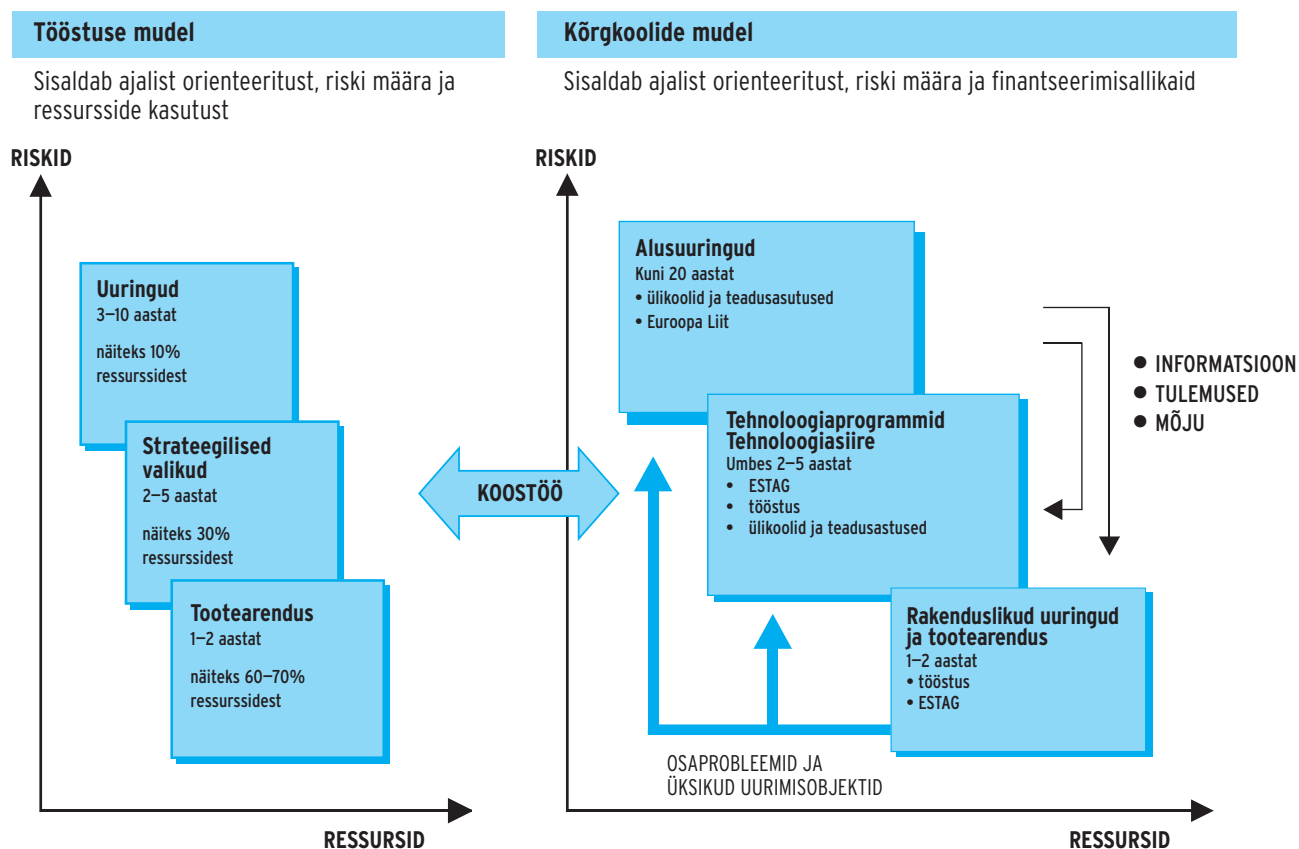 Tööstuse mudel
Sisaldab ajalist orienteeritust, riski määra ja
ressursside kasutust
RISKID
Uuringud
3–10 aastat
näiteks 10%
ressurssidest
Strateegilised
valikud
2–5 aastat
näiteks 30%
ressurssidest
Tootearendus
1–2 aastat
näiteks 60–70%
ressurssidest
RESSURSID
KOOSTÖÖ
Kõrgkoolide mudel
Sisaldab ajalist orienteeritust, riski määra ja finantseerimisallikaid
RISKID
Alusuuringud
Kuni 20 aastat
• ülikoolid ja teadusasutused
• Euroopa Liit
Tehnoloogiaprogrammid
Tehnoloogiasiire
Umbes 2–5 aastat
• ESTAG
• tööstus
• ülikoolid ja teadusastused
Rakenduslikud uuringud
ja tootearendus
1–2 aastat
• tööstus
• ESTAG
● INFORMATSIOON
● TULEMUSED
● MÕJU
OSAPROBLEEMID JA
ÜKSIKUD UURIMISOBJEKTID
RESSURSID